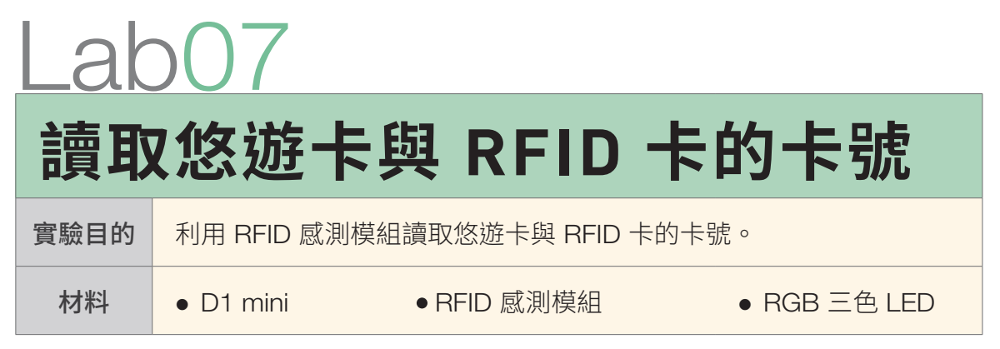 Lab07
讀取悠遊卡與 RFID 卡的卡號
實驗目的 利用 RFID 感測模組讀取悠遊卡與 RFID 卡的卡號。
材料 ● D1 mini ● RFID 感測模組 ● RGB 三色 LED